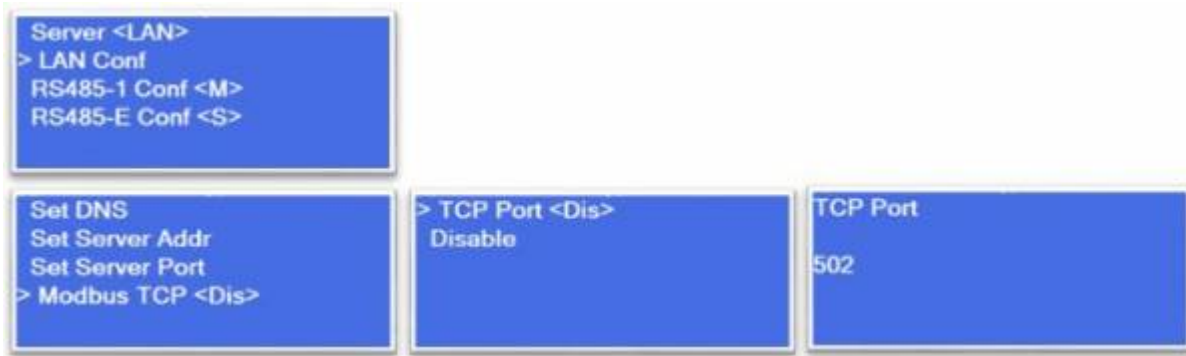 Server <LAN>
> LAN Conf
RS485-1 Conf <M>
RS485-E Conf <S>
Set DNS
Set Server Addr
Set Server Port
> Modbus TCP <Dis>
> TCP Port <Dis>
Disable
TCP Port
502